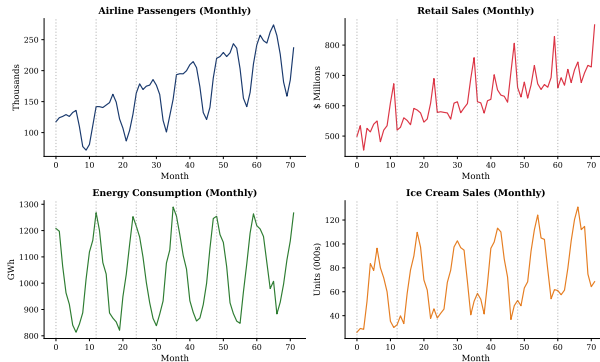 Airline Passengers (Monthly)
Thousands
250
200
150
100
0 10 20 30 40 50 60 70
Month
Retail Sales (Monthly)
$ Millions
800
700
600
500
0 10 20 30 40 50 60 70
Month
Energy Consumption (Monthly)
GWh
1300
1200
1100
1000
900
800
0 10 20 30 40 50 60 70
Month
Ice Cream Sales (Monthly)
Units (000s)
120
100
80
60
40
0 10 20 30 40 50 60 70
Month